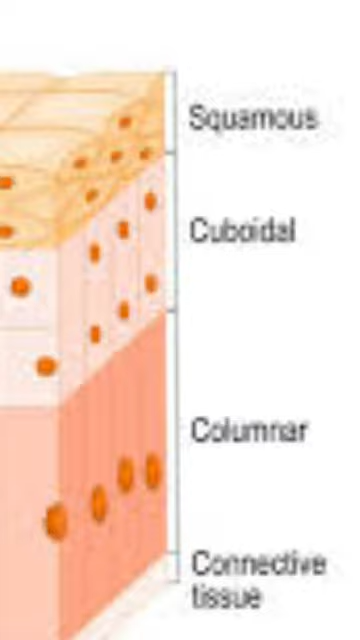 Squamous
Cuboidal
Columnar
Connective
tissue